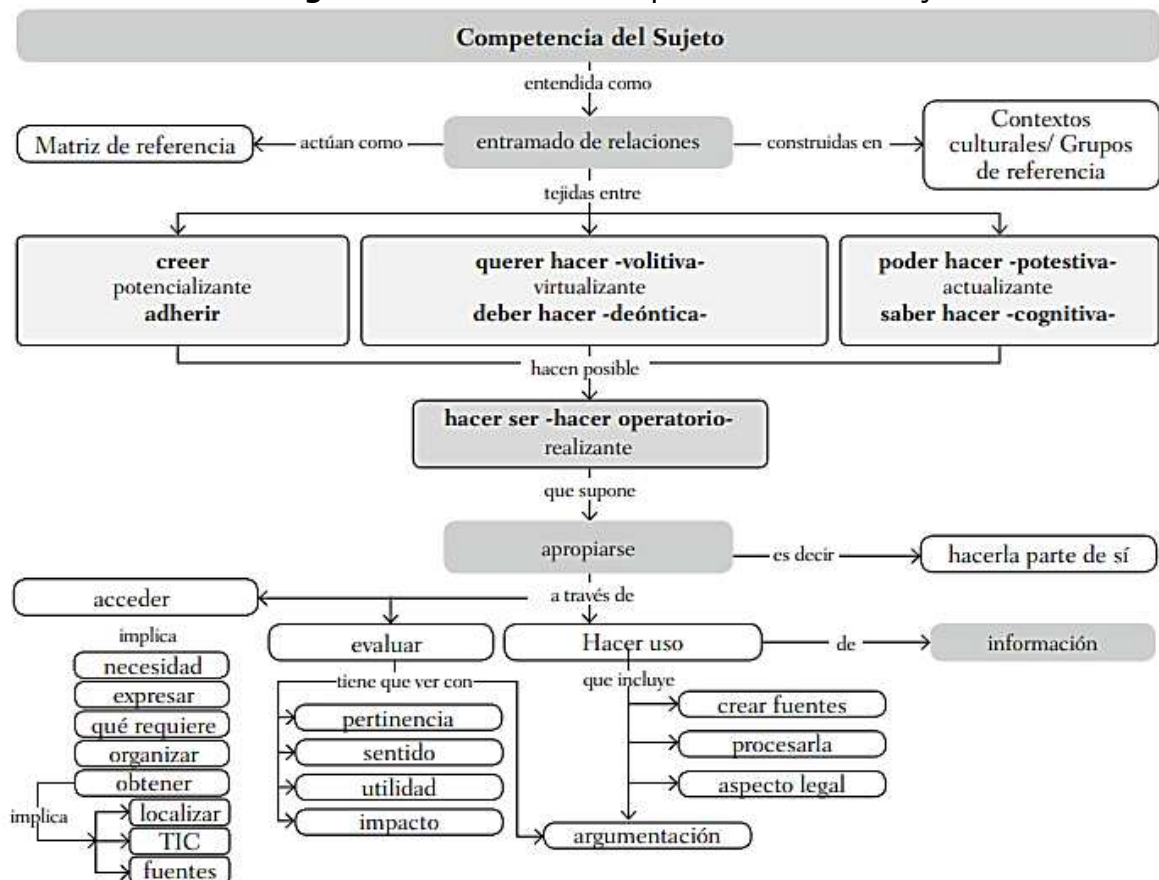 Competencia del Sujeto
entendida como
Matriz de referencia
actúan como
entramado de relaciones
construidas en
Contextos
culturales/ Grupos
de referencia
tejidas entre
creer
potencializante
adherir
querer hacer -volitiva-
virtualizante
deber hacer -deóntica-
poder hacer -potestiva-
actualizante
saber hacer -cognitiva-
hacen posible
hacer ser -hacer operatorio-
realizante
que supone
apropiarse
es decir
hacerla parte de sí
a través de
acceder
implica
necesidad
expresar
qué requiere
organizar
obtener
implica
localizar
TIC
fuentes
evaluar
tiene que ver con
pertinencia
sentido
utilidad
impacto
Hacer uso
de
información
que incluye
crear fuentes
procesarla
aspecto legal
argumentación